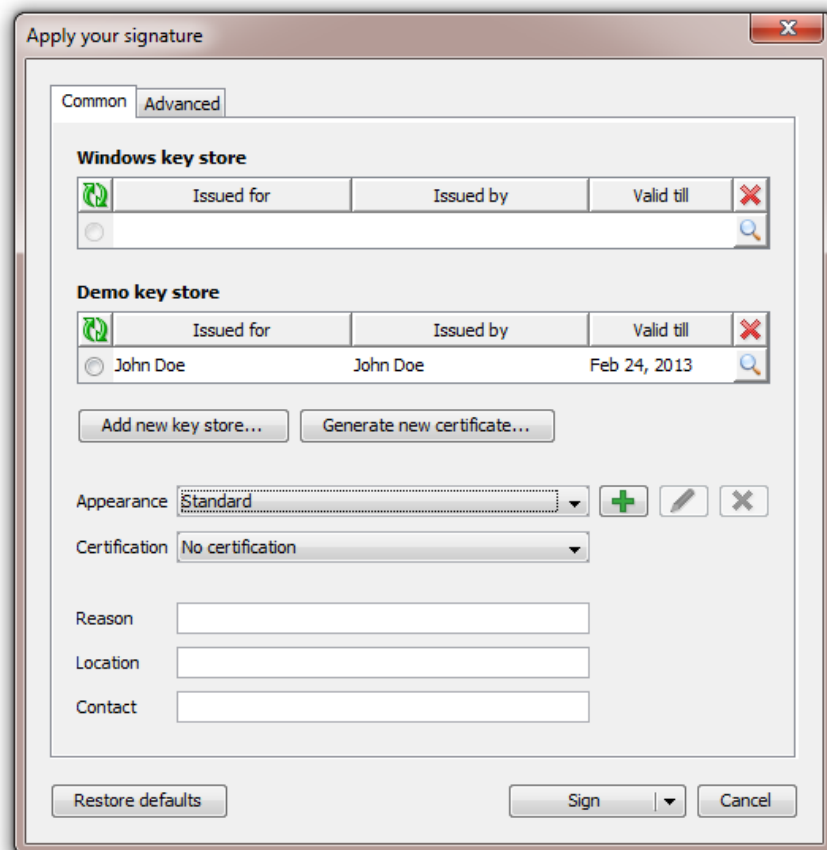 Apply your signature
Common Advanced
Windows key store
Issued for Issued by Valid till
Demo key store
Issued for Issued by Valid till
John Doe John Doe Feb 24, 2013
Add new key store... Generate new certificate...
Appearance Standard
Certification No certification
Reason
Location
Contact
Restore defaults Sign Cancel